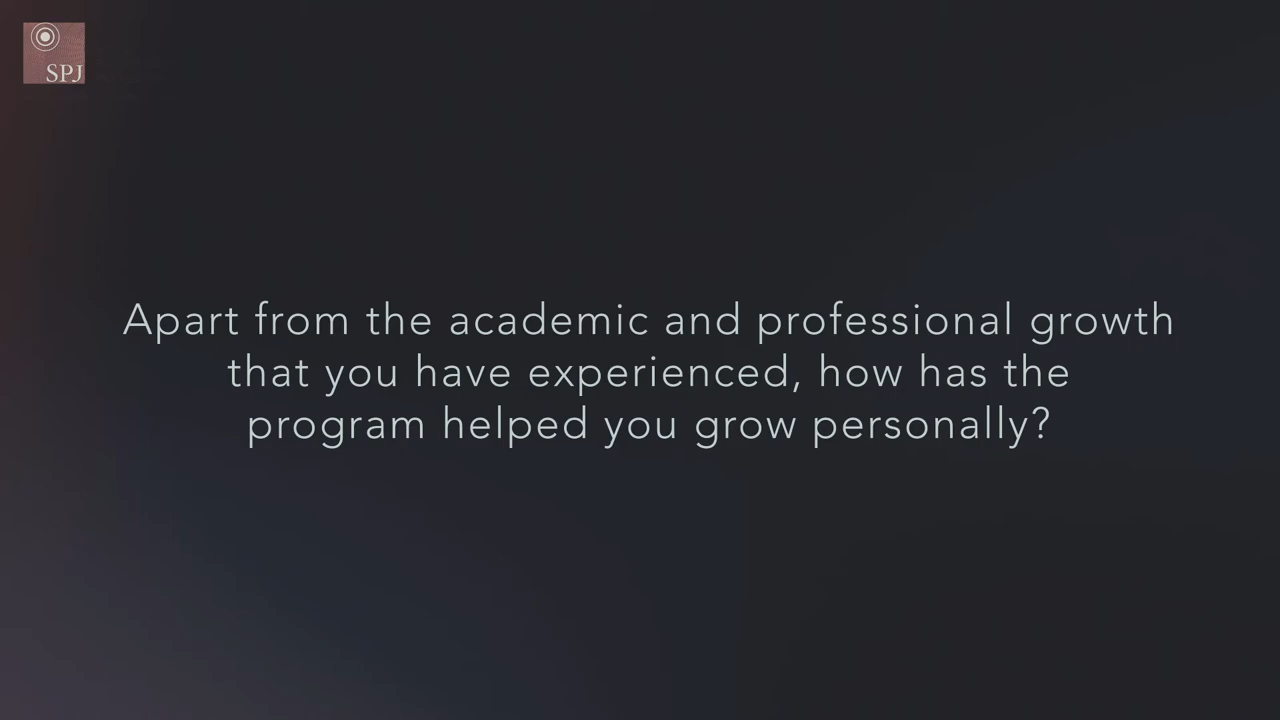 SPJ
Apart from the academic and professional growth
that you have experienced, how has the
program helped you grow personally?